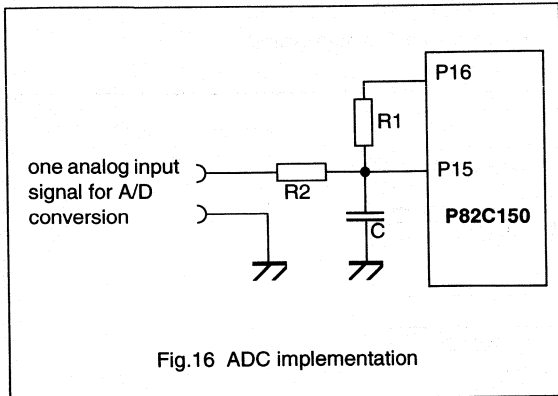 P16
R1
one analog input
signal for A/D
conversion
R2
P15
C
P82C150
Fig.16 ADC implementation